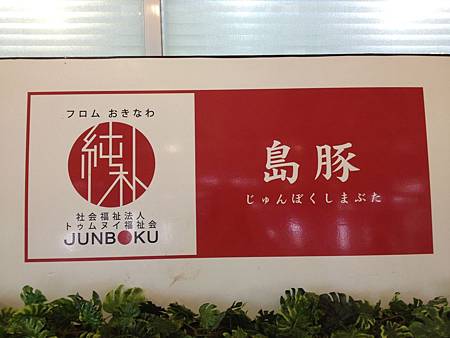 フロム おきなわ
純朴
社会福祉法人
トゥムヌイ福祉会
JUNBOKU
島豚
じゅんぼくしまぶた